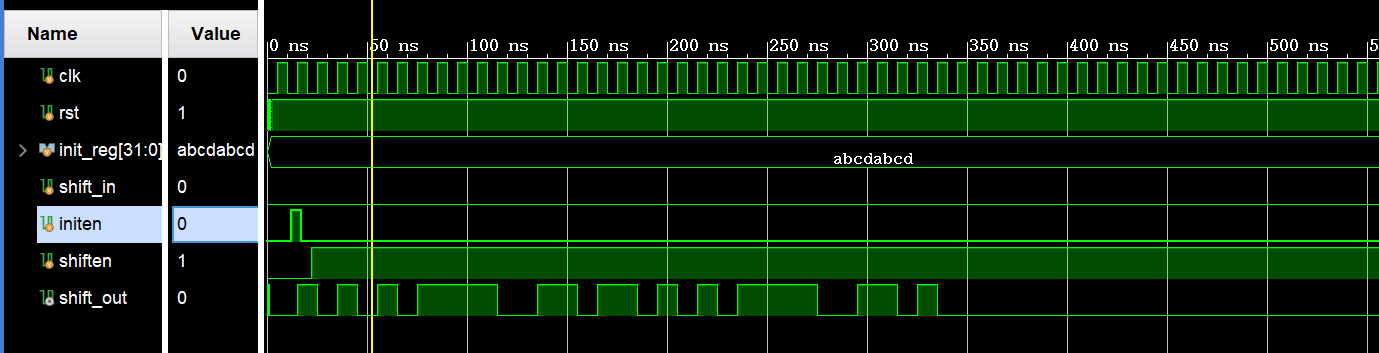 Name Value
0 ns 50 ns 100 ns 150 ns 200 ns 250 ns 300 ns 350 ns 400 ns 450 ns 500 ns 5
clk 0
rst 1
init_reg[31:0] abcdabcd abcdabcd
shift_in 0
initen 0
shiften 1
shift_out 0